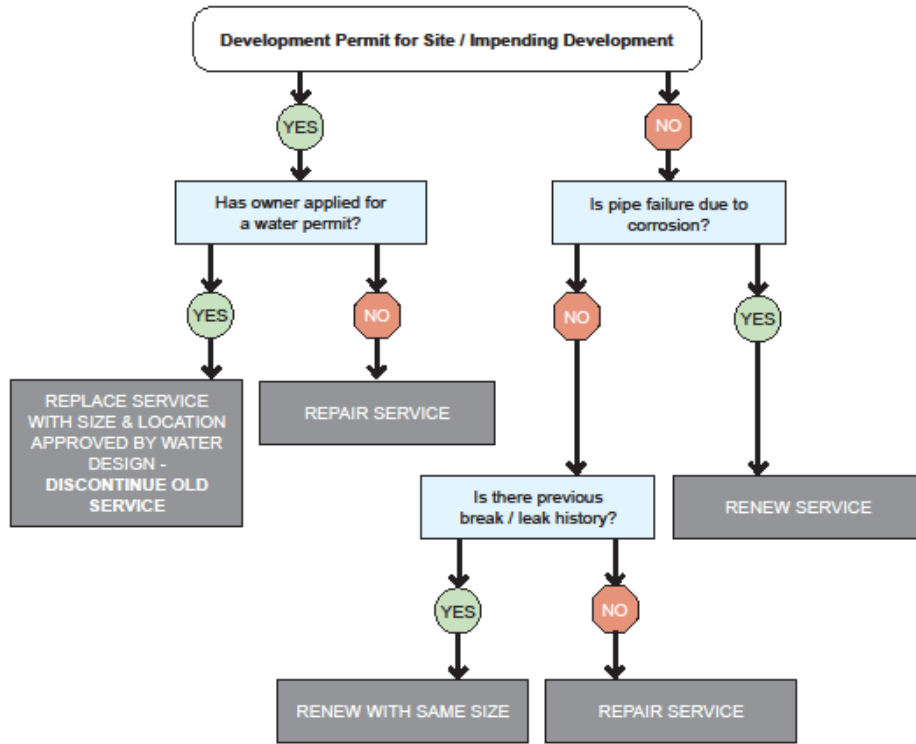 Development Permit for Site / Impending Development
YES
NO
Has owner applied for
a water permit?
Is pipe failure due to
corrosion?
YES
NO
NO
YES
REPLACE SERVICE
WITH SIZE & LOCATION
APPROVED BY WATER
DESIGN -
DISCONTINUE OLD
SERVICE
REPAIR SERVICE
Is there previous
break / leak history?
RENEW SERVICE
YES
NO
RENEW WITH SAME SIZE
REPAIR SERVICE